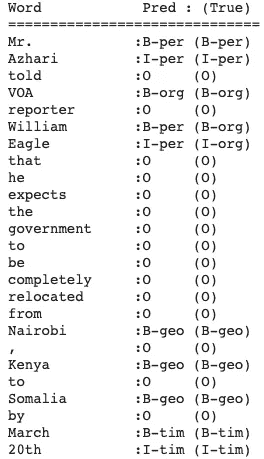 Word Pred : (True)
==============================
Mr. :B-per (B-per)
Azhari :I-per (I-per)
told :O (O)
VOA :B-org (B-org)
reporter :O (O)
William :B-per (B-org)
Eagle :I-per (I-org)
that :O (O)
he :O (O)
expects :O (O)
the :O (O)
government :O (O)
to :O (O)
be :O (O)
completely :O (O)
relocated :O (O)
from :O (O)
Nairobi :B-geo (B-geo)
, :O (O)
Kenya :B-geo (B-geo)
to :O (O)
Somalia :B-geo (B-geo)
by :O (O)
March :B-tim (B-tim)
20th :I-tim (I-tim)